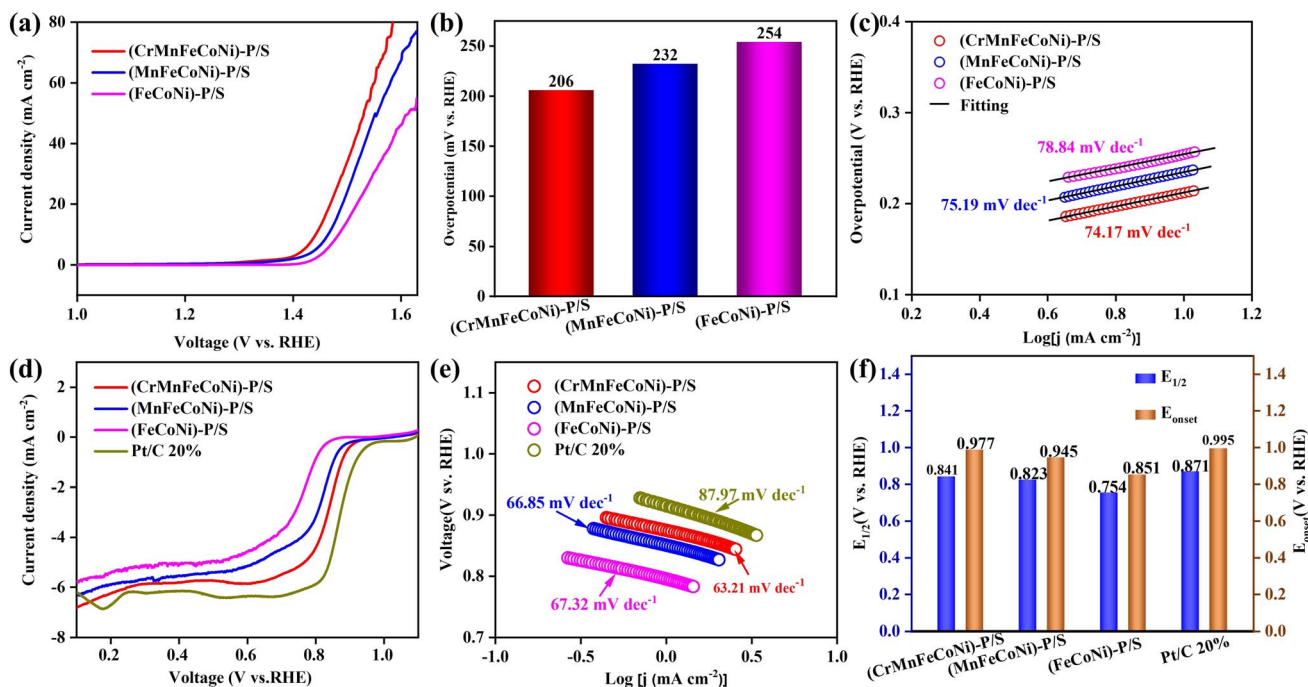 (a)
80
60
40
20
0
1.0
1.2
1.4
1.6
Current density (mA cm⁻²)
Voltage (V vs. RHE)
(CrMnFeCoNi)-P/S
(MnFeCoNi)-P/S
(FeCoNi)-P/S
(b)
300
250
200
150
100
50
0
Overpotential (mV vs. RHE)
206
232
254
(CrMnFeCoNi)-P/S
(MnFeCoNi)-P/S
(FeCoNi)-P/S
(c)
0.4
0.3
0.2
0.1
0.2
0.4
0.6
0.8
1.0
1.2
Overpotential (V vs. RHE)
Log[j (mA cm⁻²)]
(CrMnFeCoNi)-P/S
(MnFeCoNi)-P/S
(FeCoNi)-P/S
Fitting
78.84 mV dec⁻¹
75.19 mV dec⁻¹
74.17 mV dec⁻¹
(d)
2
0
-2
-4
-6
-8
0.2
0.4
0.6
0.8
1.0
Current density (mA cm⁻²)
Voltage (V vs.RHE)
(CrMnFeCoNi)-P/S
(MnFeCoNi)-P/S
(FeCoNi)-P/S
Pt/C 20%
(e)
1.1
1.0
0.9
0.8
0.7
-1.0
-0.5
0.0
0.5
1.0
Voltage(V sv. RHE)
Log [j (mA cm⁻²)]
(CrMnFeCoNi)-P/S
(MnFeCoNi)-P/S
(FeCoNi)-P/S
Pt/C 20%
87.97 mV dec⁻¹
66.85 mV dec⁻¹
63.21 mV dec⁻¹
67.32 mV dec⁻¹
(f)
1.4
1.2
1.0
0.8
0.6
0.4
0.2
0.0
E₁/₂(V vs. RHE)
E₁/₂
Eonset
0.841
0.977
0.823
0.945
0.754
0.851
0.871
0.995
(CrMnFeCoNi)-P/S
(MnFeCoNi)-P/S
(FeCoNi)-P/S
Pt/C 20%
1.4
1.2
1.0
0.8
0.6
0.4
0.2
0.0
Eonset(V vs. RHE)